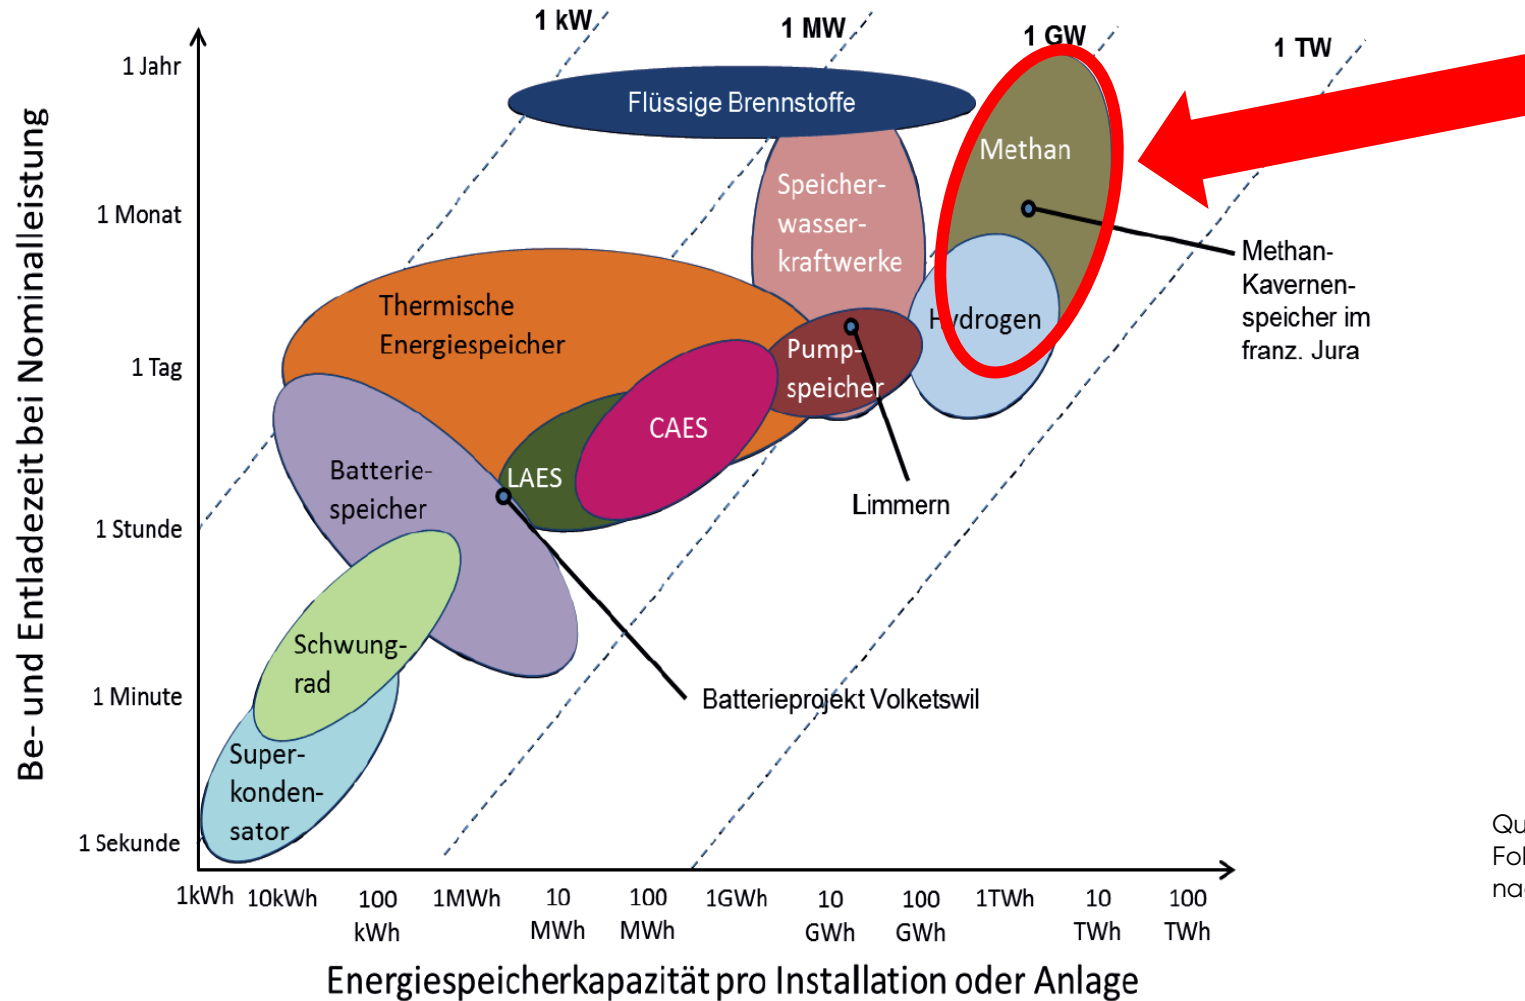 1 kW
1 MW
1 GW
1 TW
1 Jahr
1 Monat
1 Tag
1 Stunde
1 Minute
1 Sekunde
Be- und Entladezeit bei Nominalleistung
Flüssige Brennstoffe
Methan
Speicher-
wasser-
kraftwerke
Methan-
Kavernen-
speicher im
franz. Jura
Thermische
Energiespeicher
Hydrogen
Pump-
speicher
CAES
LAES
Batterie-
speicher
Limmern
Schwung-
rad
Batterieprojekt Volketswil
Super-
konden-
sator
1kWh
10kWh
100
kWh
1MWh
10
MWh
100
MWh
1GWh
10
GWh
100
GWh
1TWh
10
TWh
100
TWh
Energiespeicherkapazität pro Installation oder Anlage